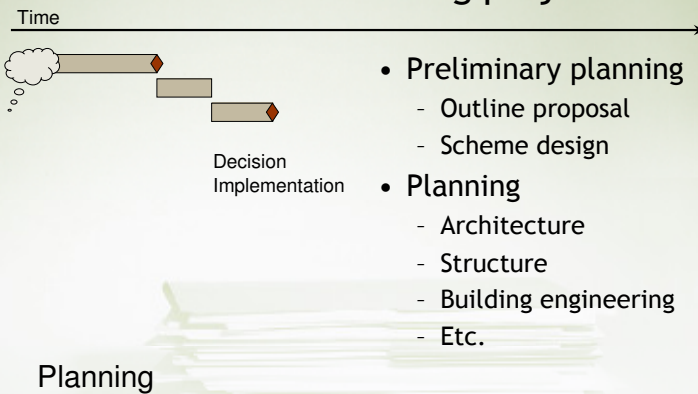 Time
• Preliminary planning
– Outline proposal
– Scheme design
Decision
Implementation
• Planning
– Architecture
– Structure
– Building engineering
– Etc.
Planning